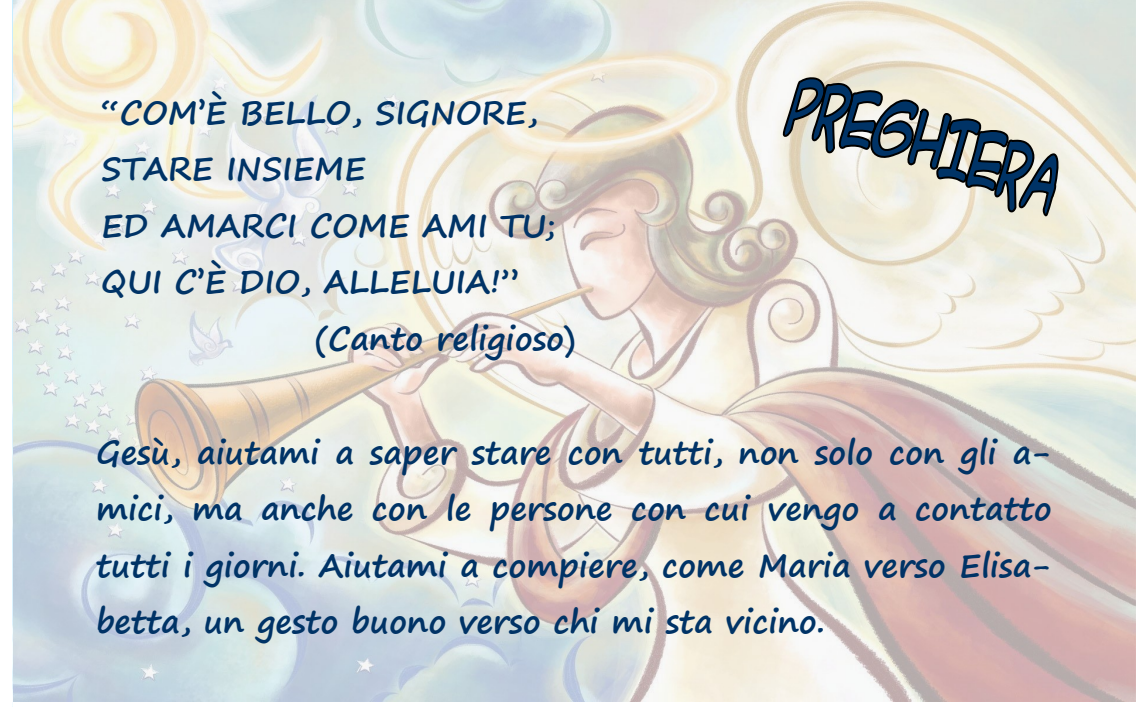 PREGHIERA
“COM’È BELLO, SIGNORE,
STARE INSIEME
ED AMARCI COME AMI TU;
QUI C’È DIO, ALLELUIA!”
(Canto religioso)
Gesù, aiutami a saper stare con tutti, non solo con gli a-
mici, ma anche con le persone con cui vengo a contatto
tutti i giorni. Aiutami a compiere, come Maria verso Elisa-
betta, un gesto buono verso chi mi sta vicino.